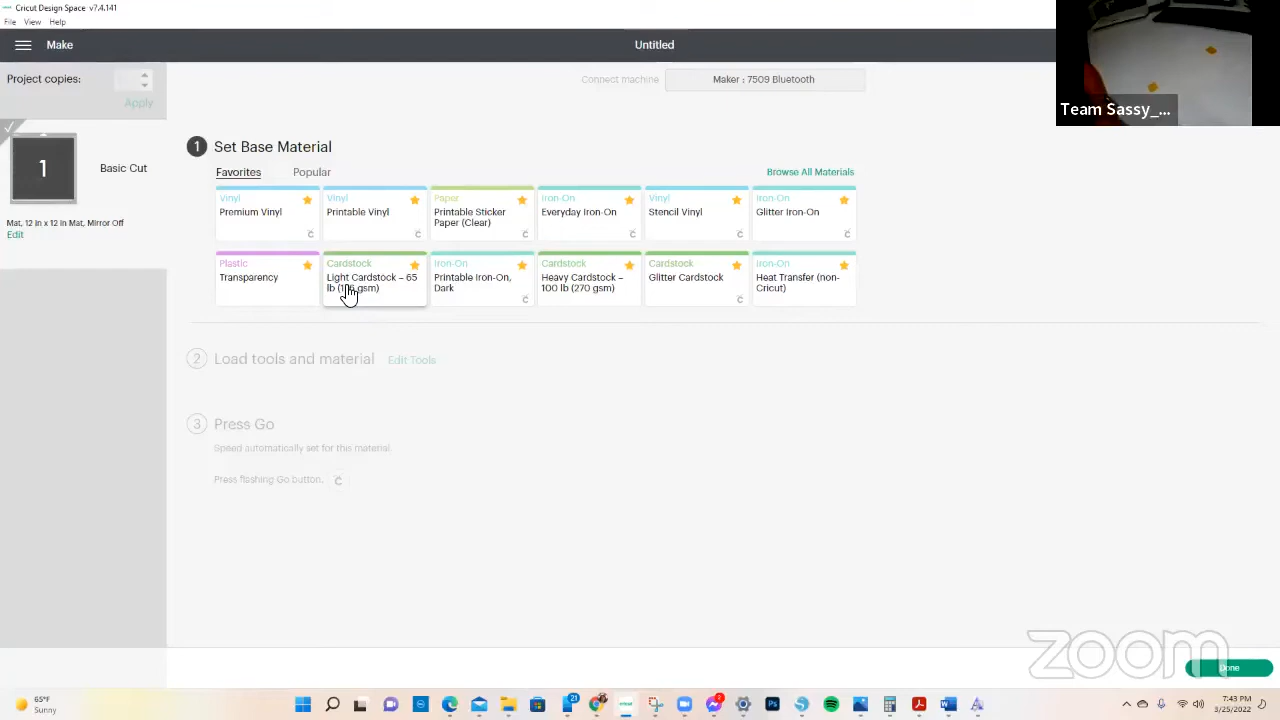 Cricut Design Space v7.4.141
File View Help
Make
Untitled
Project copies:
Apply
Connect machine
Maker : 7509 Bluetooth
1
Basic Cut
Mat, 12 in x 12 in Mat, Mirror Off
Edit
1 Set Base Material
Favorites Popular Browse All Materials
Vinyl
Premium Vinyl
Vinyl
Printable Vinyl
Paper
Printable Sticker
Paper (Clear)
Iron-On
Everyday Iron-On
Vinyl
Stencil Vinyl
Iron-On
Glitter Iron-On
Plastic
Transparency
Cardstock
Light Cardstock – 65
lb gsm)
Iron-On
Printable Iron-On,
Dark
Cardstock
Heavy Cardstock –
100 lb (270 gsm)
Cardstock
Glitter Cardstock
Iron-On
Heat Transfer (non-
Cricut)
2 Load tools and material Edit Tools
3 Press Go
Speed automatically set for this material.
Press flashing Go button.
Team Sassy_...
zoom
Done
65°F
Sunny
21
2
7:43 PM
3/25/2022